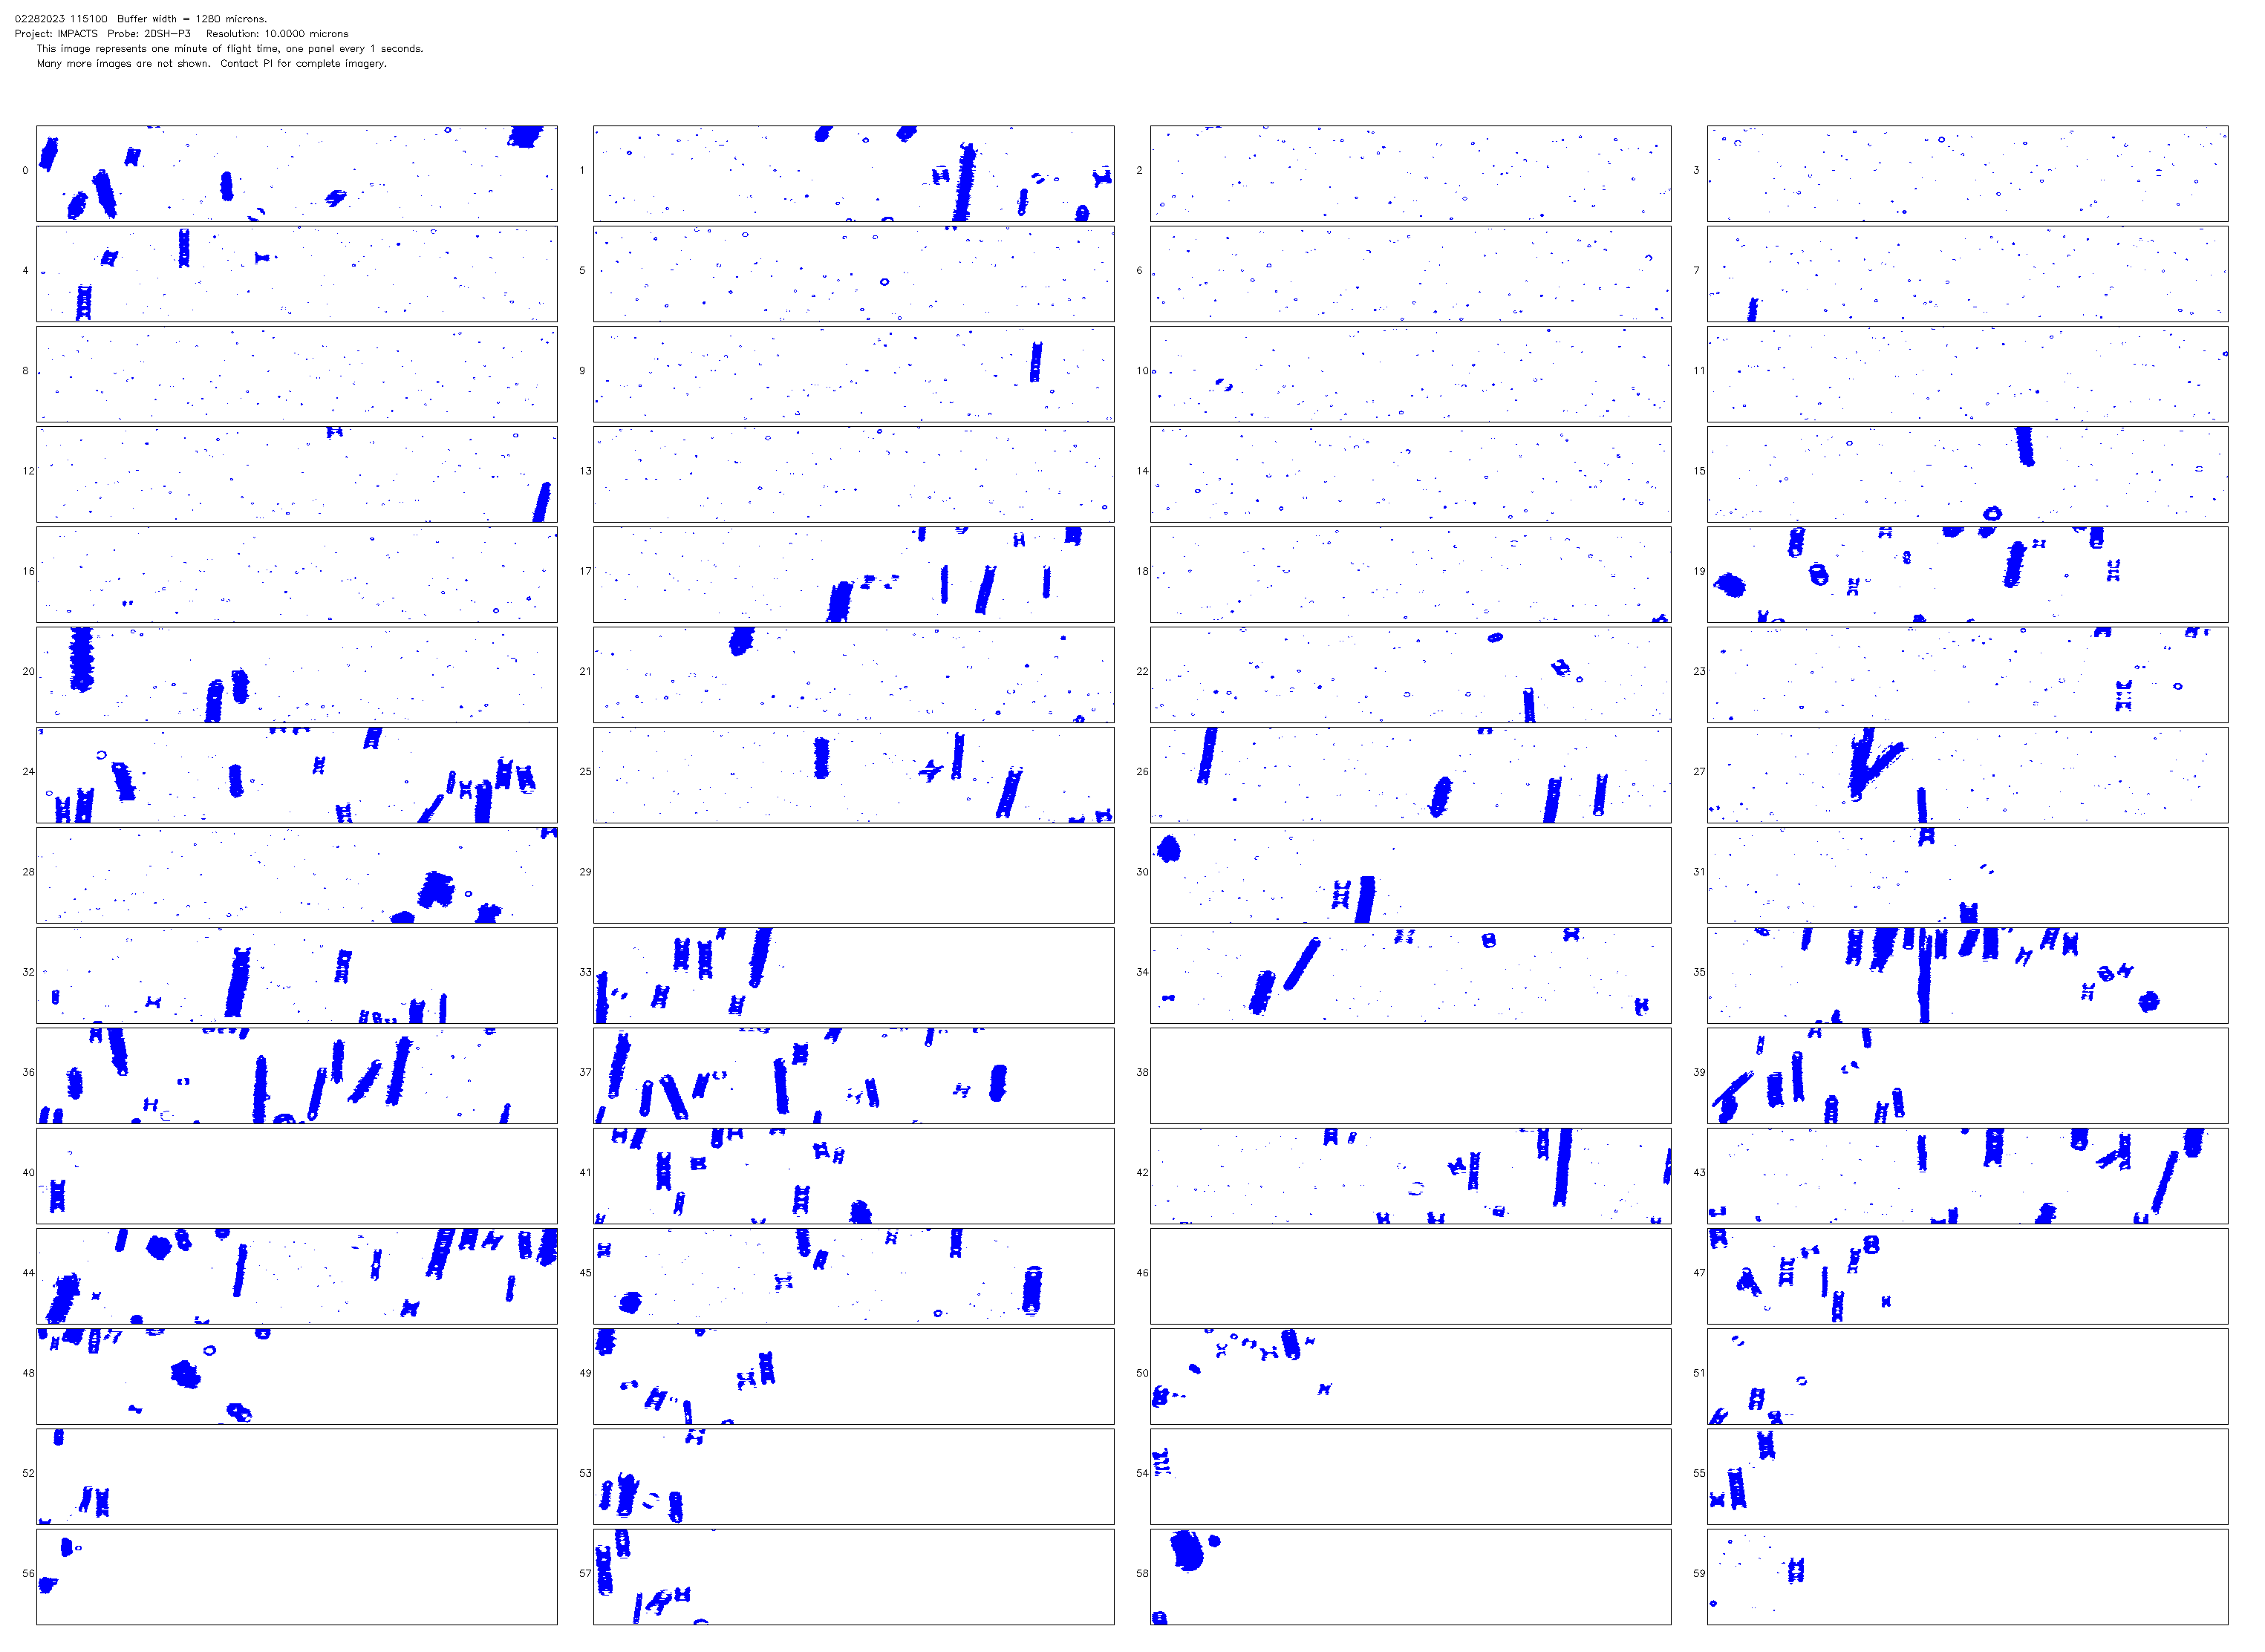 02282023 115100  Buffer width = 1280 microns.
Project: IMPACTS  Probe: 2DSH-P3    Resolution: 10.0000 microns
This image represents one minute of flight time, one panel every 1 seconds.
Many more images are not shown.  Contact PI for complete imagery.
0 1 2 3
4 5 6 7
8 9 10 11
12 13 14 15
16 17 18 19
20 21 22 23
24 25 26 27
28 29 30 31
32 33 34 35
36 37 38 39
40 41 42 43
44 45 46 47
48 49 50 51
52 53 54 55
56 57 58 59